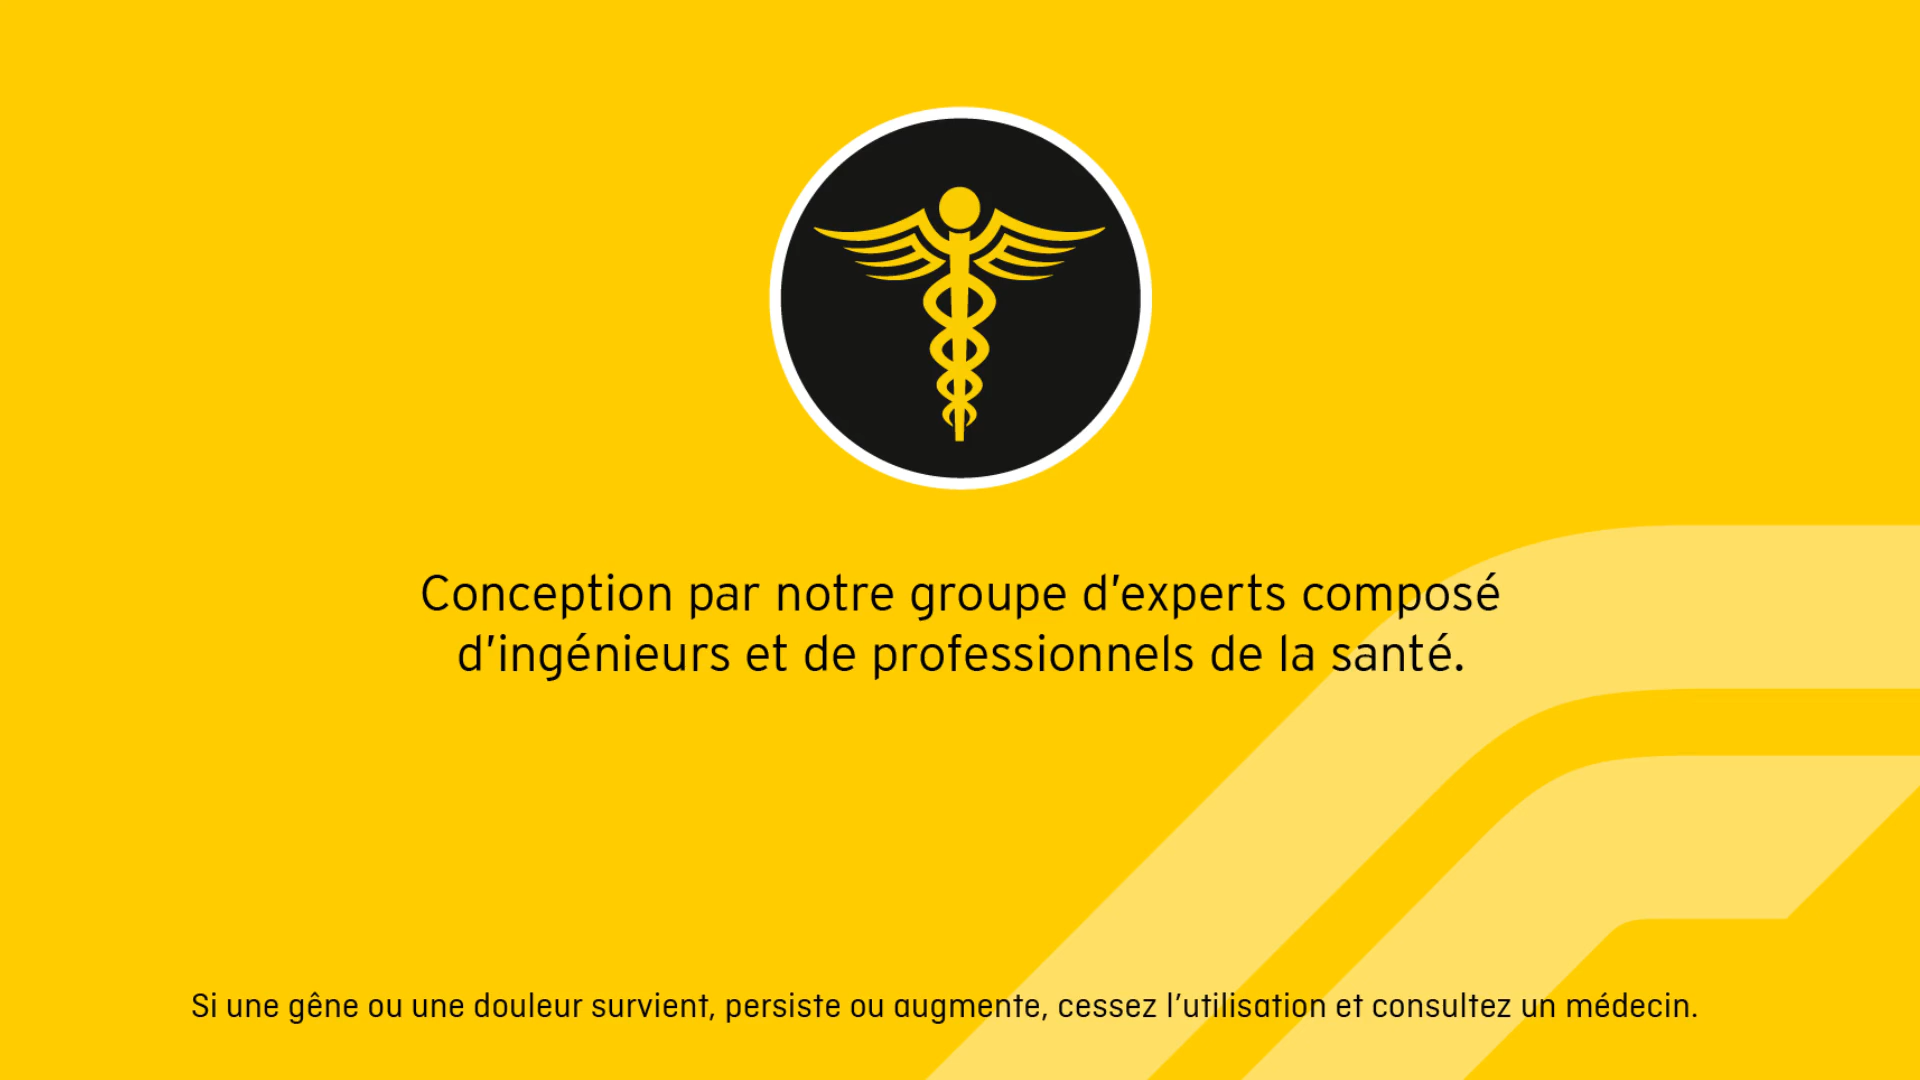 Conception par notre groupe d’experts composé
d’ingénieurs et de professionnels de la santé.
Si une gêne ou une douleur survient, persiste ou augmente, cessez l’utilisation et consultez un médecin.